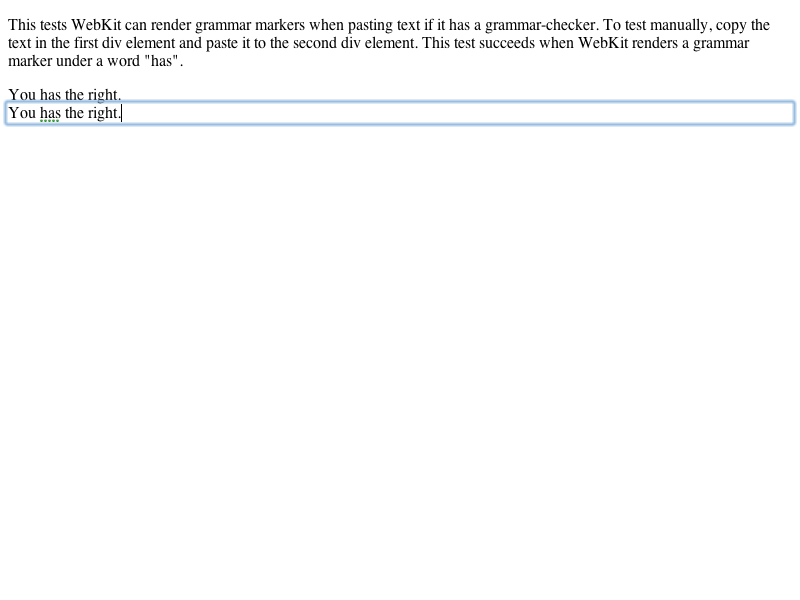 This tests WebKit can render grammar markers when pasting text if it has a grammar-checker. To test manually, copy the
text in the first div element and paste it to the second div element. This test succeeds when WebKit renders a grammar
marker under a word "has".
You has the right.
You has the right.